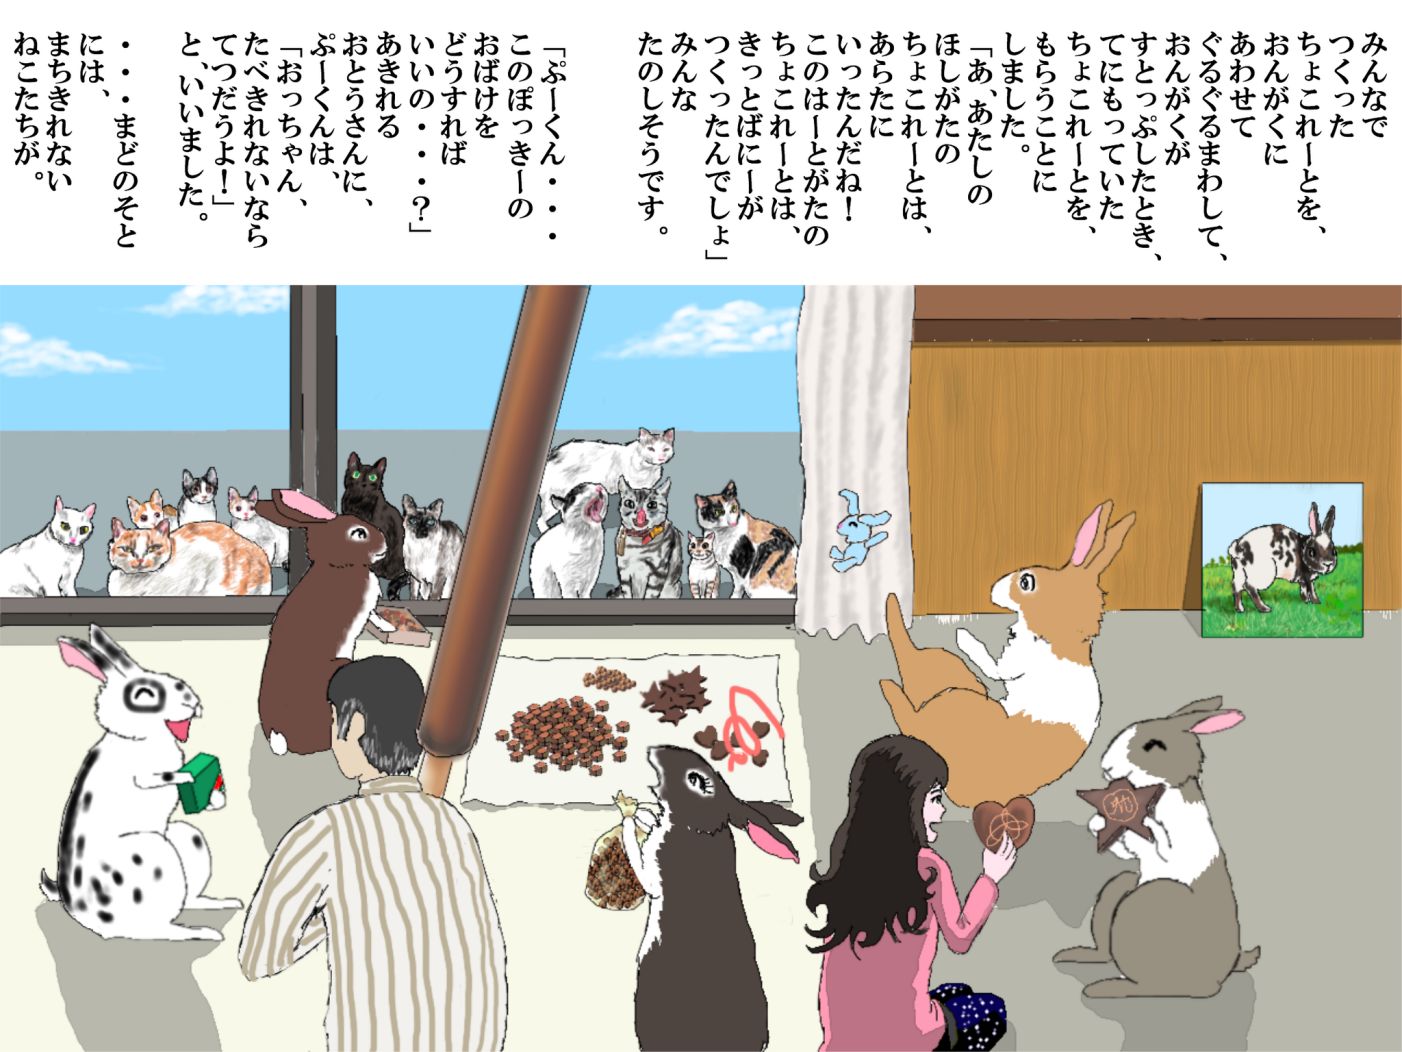 みんなで
つくった
ちょこれーとを、
おんがくに
あわせて
ぐるぐるまわして、
おんがくが
すとっぷしたとき、
てにもっていた
ちょこれーとを、
もらうことに
しました。
「あ、あたしの
ほしがたの
ちょこれーとは、
あらたに
いったんだね！
このはーとがたの
ちょこれーとは、
きっとばにーが
つくったんでしょ」
みんな
たのしそうです。
「ぷーくん・・・
このぽっきーの
おばけを
どうすれば
いいの・・・？」
あきれる
おとうさんに、
ぷーくんは、
「おっちゃん、
たべきれないなら
てつだうよ！」
と、いいました。
・・・まどのそと
には、
まちきれない
ねこたちが。